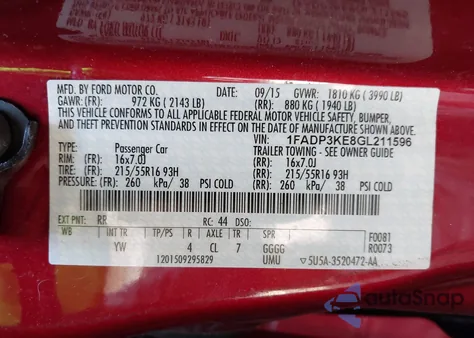 MFD. BY FORD MOTOR CO. DATE: 09/15 GVWR: 1810 KG ( 3990 LB)
GAWR: (FR): 972 KG ( 2143 LB) (RR): 880 KG ( 1940 LB)
THIS VEHICLE CONFORMS TO ALL APPLICABLE FEDERAL MOTOR VEHICLE
SAFETY, BUMPER, AND THEFT PREVENTION STANDARDS IN EFFECT ON THE
DATE OF MANUFACTURE SHOWN ABOVE.
VIN: 1FADP3KE8GL211596
TYPE: Passenger Car TRAILER TOWING - SEE OWNER GUIDE
RIM: (FR): 16x7.0J (RR): 16x7.0J
TIRE: (FR): 215/55R16 93H (RR): 215/55R16 93H
PRESSURE: (FR): 260 kPa/ 38 PSI COLD (RR): 260 kPa/ 38 PSI COLD
EXT PNT: RR RC: 44 DSO:
WB INT TR TP/PS R AXLE TR SPR F0081
YW 4 CL 7 GGGG R0073
1201509295829 UMU 5U5A-3520472-AA
autoSnap